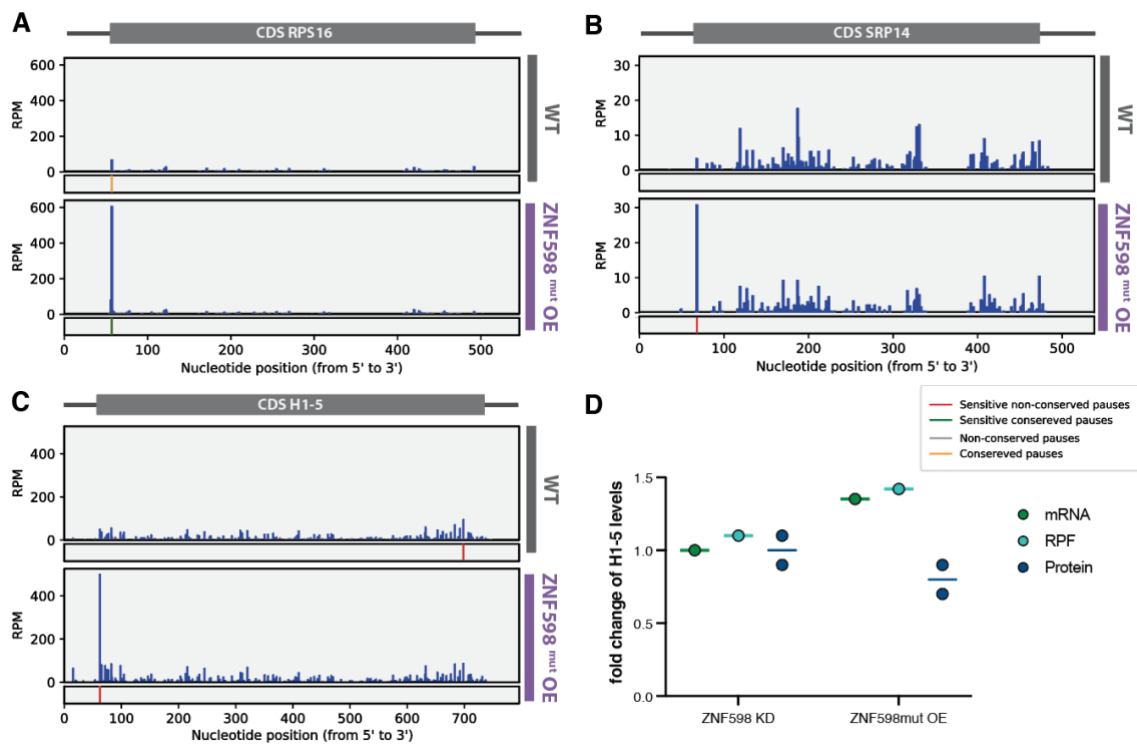 A
CDS RPS16
600
400
200
0
RPM
WT
600
400
200
0
RPM
ZNF598 mut OE
0 100 200 300 400 500
Nucleotide position (from 5' to 3')
B
CDS SRP14
30
20
10
0
RPM
WT
30
20
10
0
RPM
ZNF598 mut OE
0 100 200 300 400 500
Nucleotide position (from 5' to 3')
C
CDS H1-5
400
200
0
RPM
WT
400
200
0
RPM
ZNF598 mut OE
0 100 200 300 400 500 600 700
Nucleotide position (from 5' to 3')
D
Sensitive non-conserved pauses
Sensitive consereved pauses
Non-conserved pauses
Consereved pauses
fold change of H1-5 levels
1.5
1.0
0.5
0.0
ZNF598 KD
ZNF598mut OE
mRNA
RPF
Protein